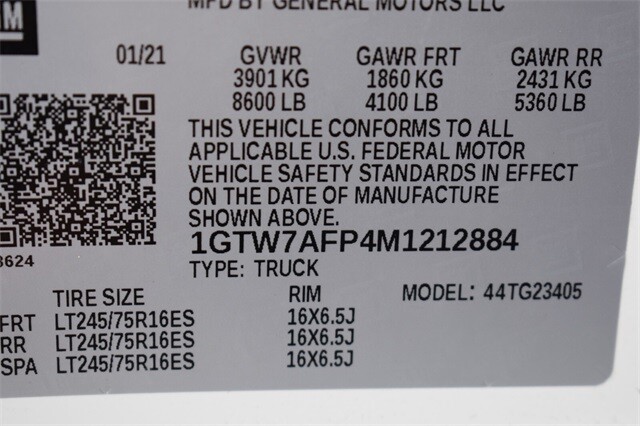 GM
MFD BY GENERAL MOTORS LLC
01/21 GVWR GAWR FRT GAWR RR
3901 KG 1860 KG 2431 KG
8600 LB 4100 LB 5360 LB
THIS VEHICLE CONFORMS TO ALL
APPLICABLE U.S. FEDERAL MOTOR
VEHICLE SAFETY STANDARDS IN EFFECT
ON THE DATE OF MANUFACTURE
SHOWN ABOVE.
1GTW7AFP4M1212884
3624
TYPE: TRUCK
TIRE SIZE RIM MODEL: 44TG23405
FRT LT245/75R16ES 16X6.5J
RR LT245/75R16ES 16X6.5J
SPA LT245/75R16ES 16X6.5J